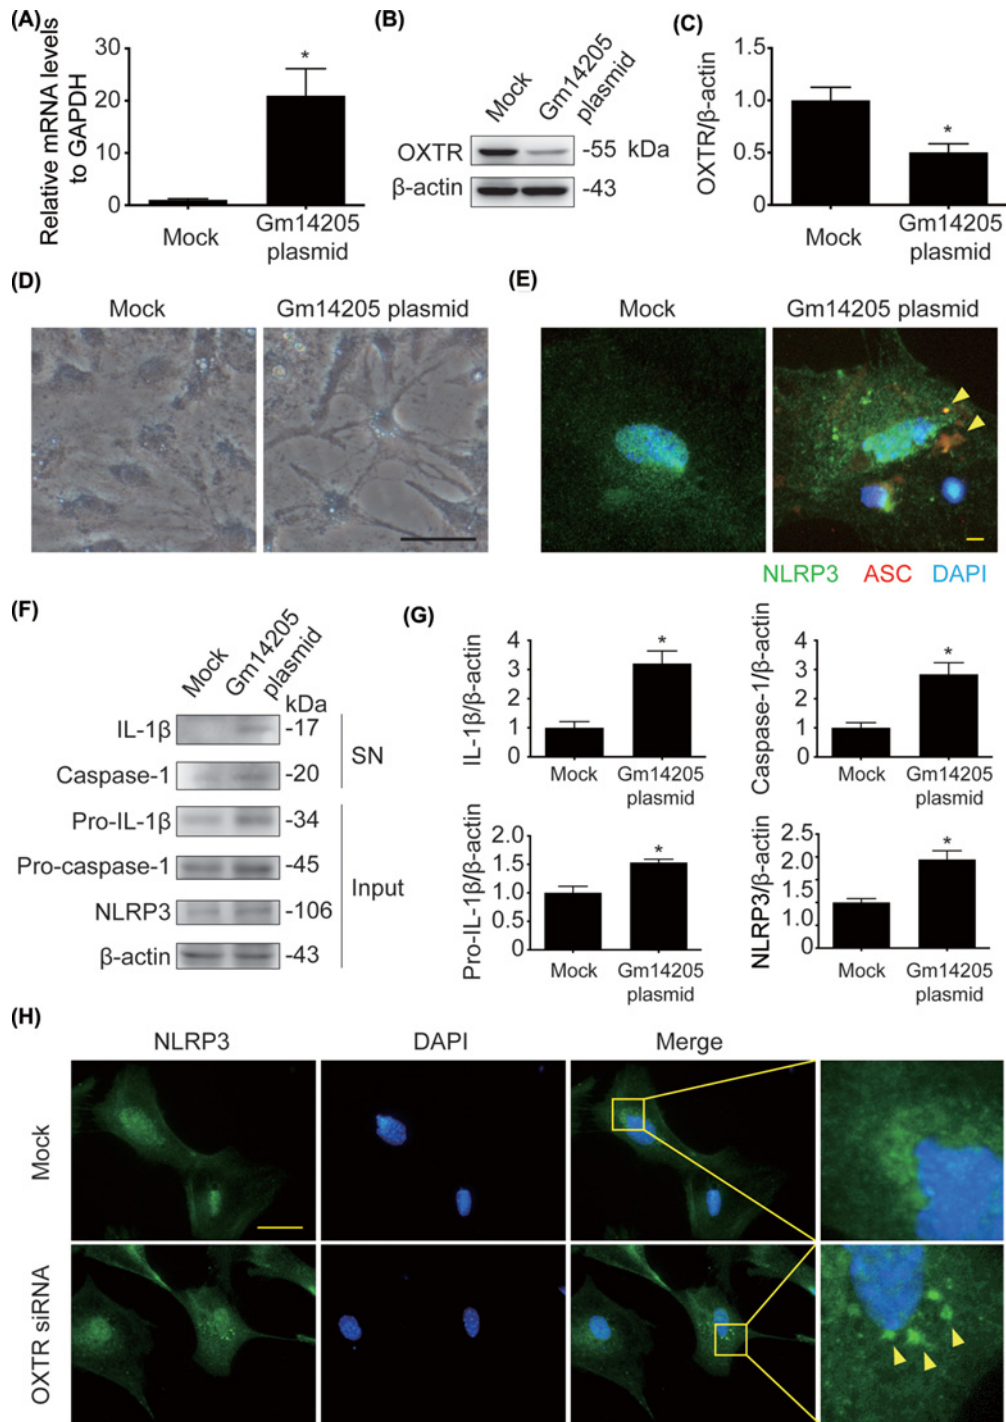 (A)
Relative mRNA levels
to GAPDH
30
20
10
0
*
Mock
Gm14205
plasmid
(B)
Mock
Gm14205
plasmid
OXTR
-55 kDa
β-actin
-43
(C)
OXTR/β-actin
1.5
1.0
0.5
0
*
Mock
Gm14205
plasmid
(D)
Mock
Gm14205 plasmid
(E)
Mock
Gm14205 plasmid
NLRP3 ASC DAPI
(F)
Mock
Gm14205
plasmid
kDa
IL-1β
-17
Caspase-1
-20
SN
Pro-IL-1β
-34
Pro-caspase-1
-45
NLRP3
-106
β-actin
-43
Input
(G)
IL-1β/β-actin
4
3
2
1
0
*
Mock
Gm14205
plasmid
Caspase-1/β-actin
4
3
2
1
0
*
Mock
Gm14205
plasmid
Pro-IL-1β/β-actin
2.0
1.5
1.0
0.5
0.0
*
Mock
Gm14205
plasmid
NLRP3/β-actin
2.5
2.0
1.5
1.0
0
*
Mock
Gm14205
plasmid
(H)
NLRP3
DAPI
Merge
Mock
OXTR siRNA